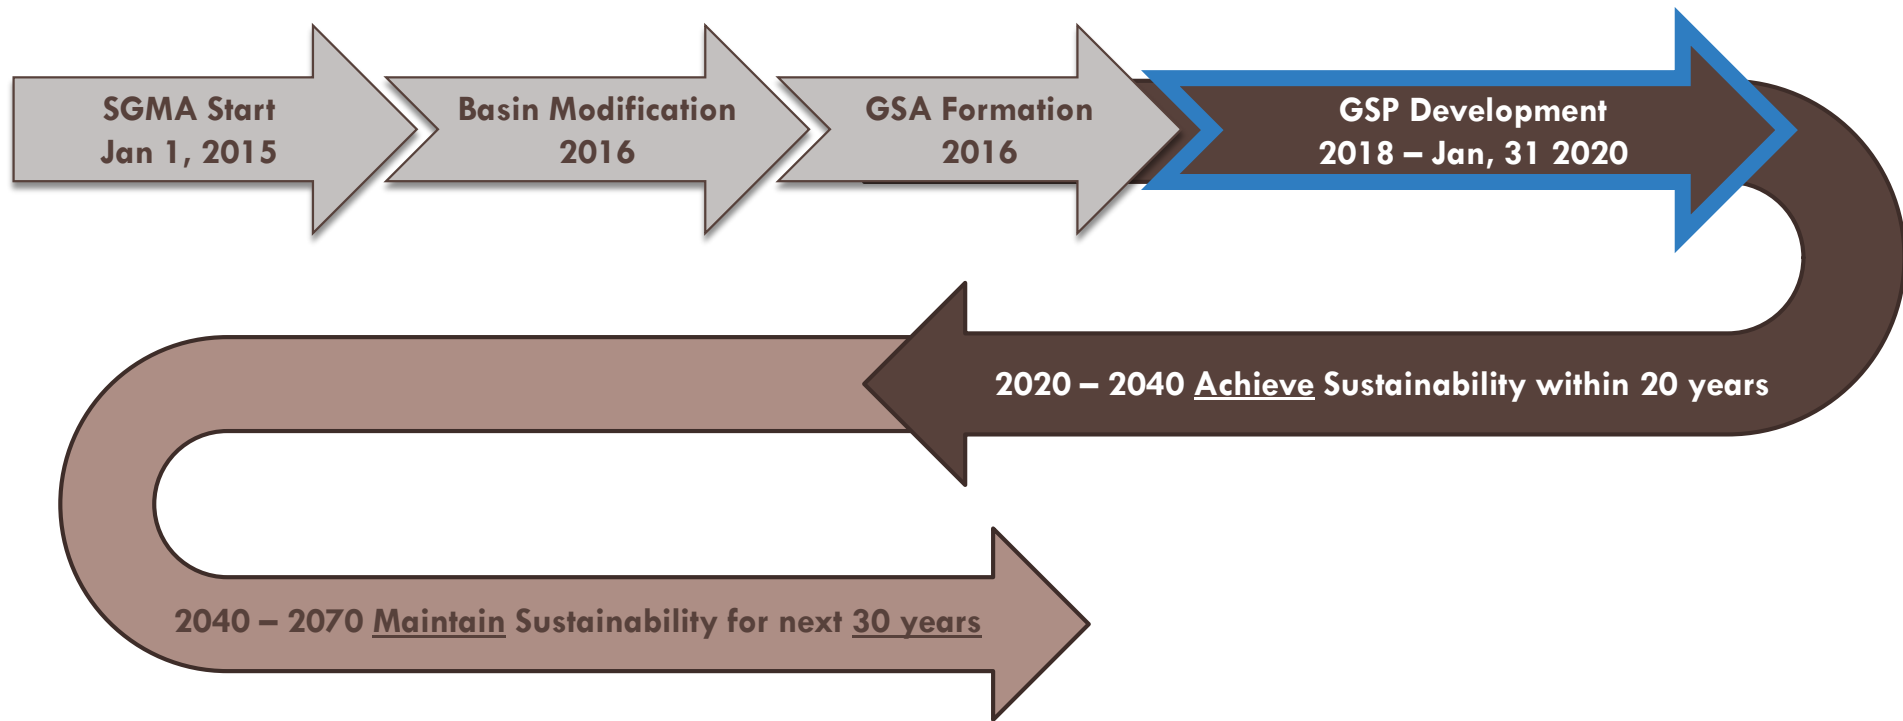 SGMA Start
Jan 1, 2015
Basin Modification
2016
GSA Formation
2016
GSP Development
2018 – Jan, 31 2020
2020 – 2040 Achieve Sustainability within 20 years
2040 – 2070 Maintain Sustainability for next 30 years